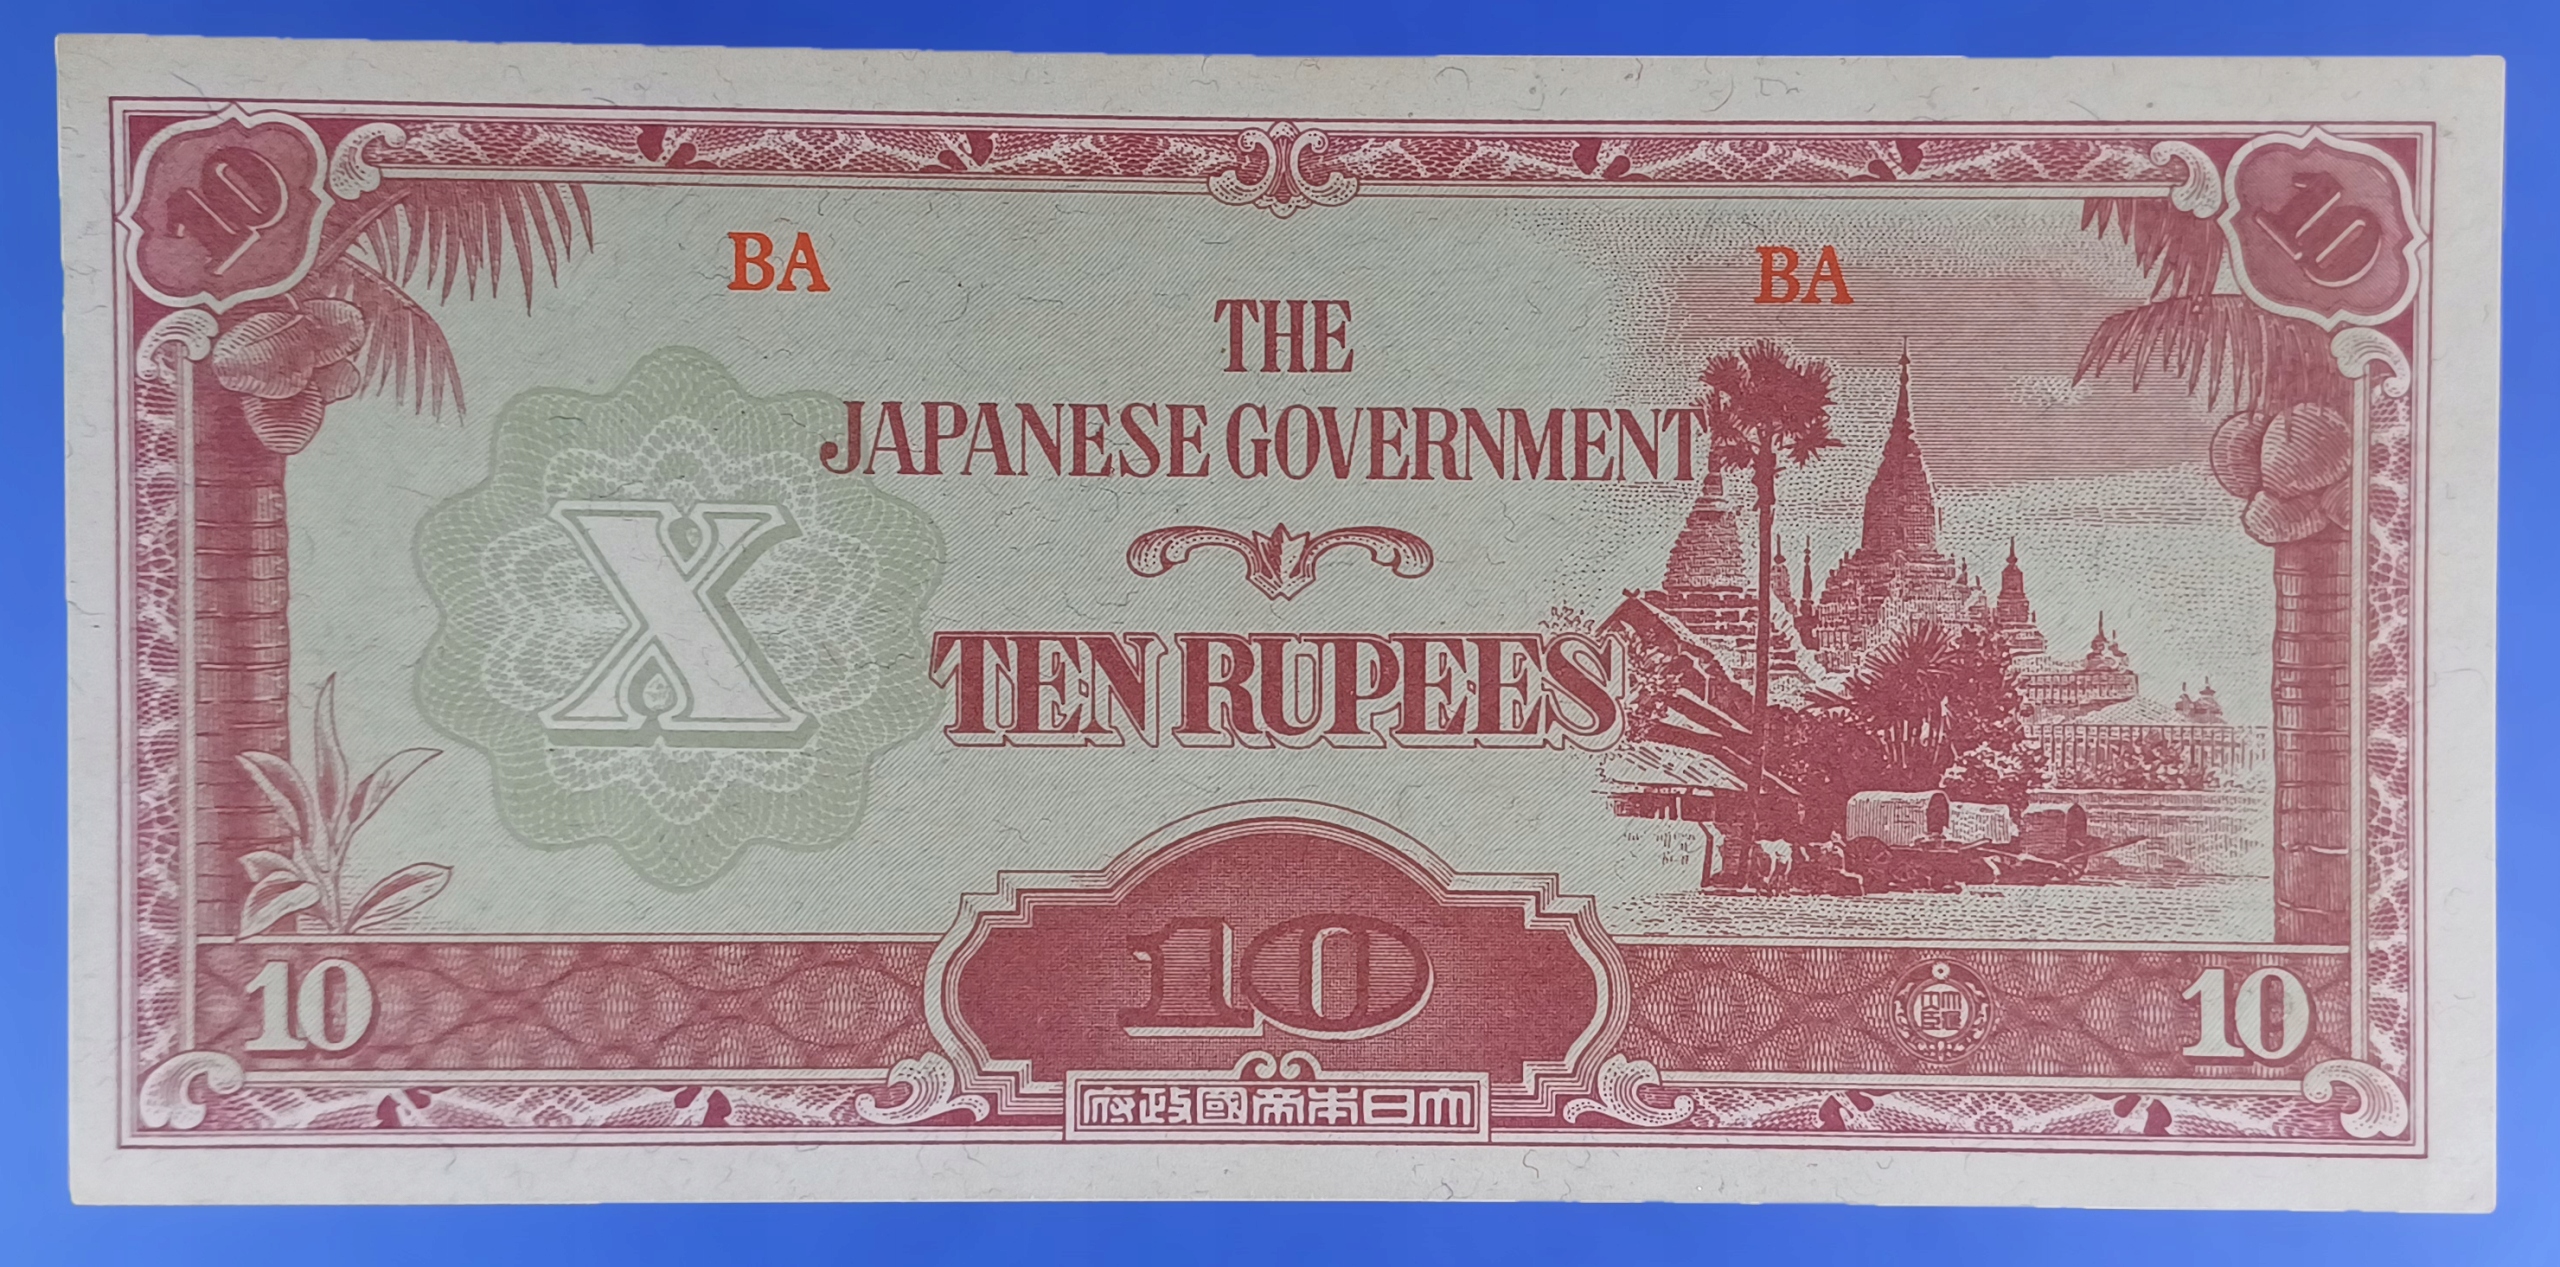 10 10
BA BA
THE
JAPANESE GOVERNMENT
X
TEN RUPEES
10 10 10
府政國帝本日大